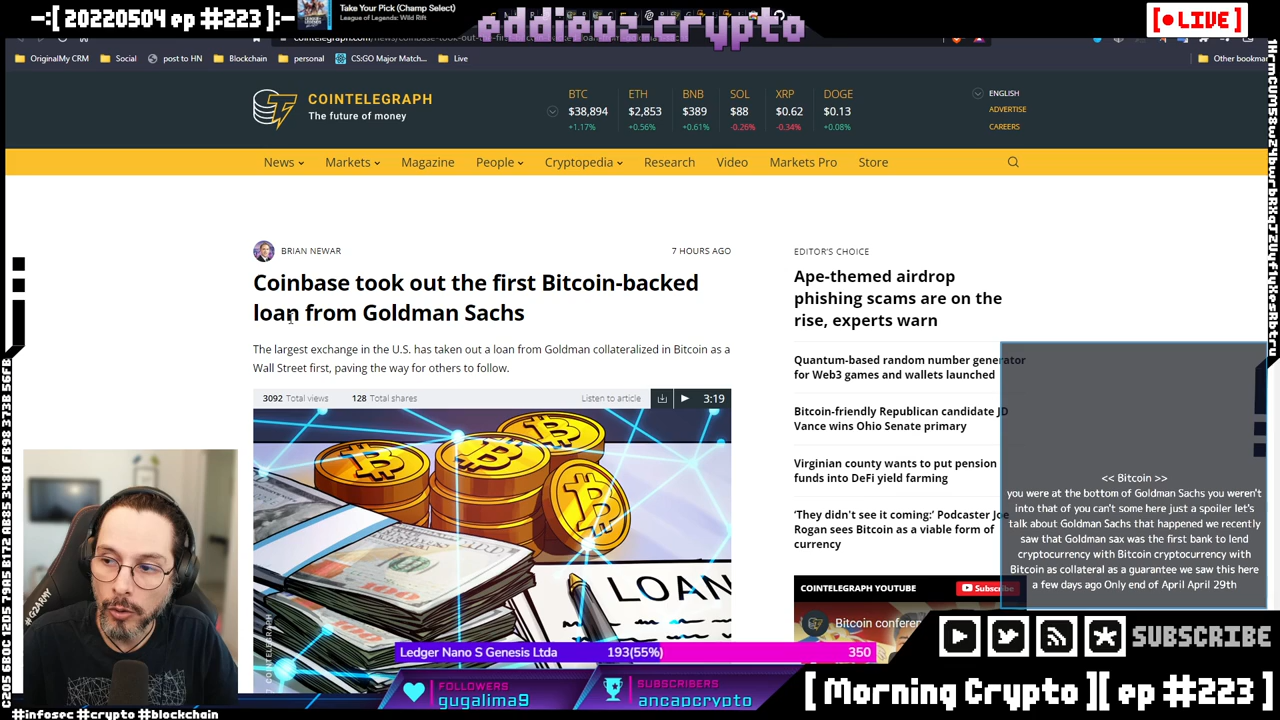 -:[ 20220504 ep #223 ]:-
Take Your Pick (Champ Select)
League of Legends: Wild Rift
eddieoz.crypto
[ LIVE ]
OriginalMy CRM
Social
post to HN
Blockchain
personal
CS:GO Major Match...
Live
Other bookmar
COINTELEGRAPH
The future of money
BTC ETH BNB SOL XRP DOGE
$38,894 $2,853 $389 $88 $0.62 $0.13
+1.17% +0.56% +0.61% -0.26% -0.34% +0.08%
ENGLISH
ADVERTISE
CAREERS
News Markets Magazine People Cryptopedia Research Video Markets Pro Store
BRIAN NEWAR
7 HOURS AGO
Coinbase took out the first Bitcoin-backed
loan from Goldman Sachs
The largest exchange in the U.S. has taken out a loan from Goldman collateralized in Bitcoin as a
Wall Street first, paving the way for others to follow.
3092 Total views 128 Total shares Listen to article 3:19
LOAN
COINTELEGRAPH
EDITOR'S CHOICE
Ape-themed airdrop
phishing scams are on the
rise, experts warn
Quantum-based random number generator
for Web3 games and wallets launched
Bitcoin-friendly Republican candidate JD
Vance wins Ohio Senate primary
Virginian county wants to put pension
funds into DeFi yield farming
‘They didn't see it coming:’ Podcaster Joe
Rogan sees Bitcoin as a viable form of
currency
COINTELEGRAPH YOUTUBE
Subscribe
Bitcoin conferen
<< Bitcoin >>
you were at the bottom of Goldman Sachs you weren't
into that of you can't some here just a spoiler let's
talk about Goldman Sachs that happened we recently
saw that Goldman sax was the first bank to lend
cryptocurrency with Bitcoin cryptocurrency with
Bitcoin as collateral as a guarantee we saw this here
a few days ago Only end of April April 29th
Ledger Nano S Genesis Ltda 193(55%) 350
FOLLOWERS
gugalima9
SUBSCRIBERS
ancapcrypto
SUBSCRIBE
[ Morning Crypto ][ ep #223 ]
#infosec #crypto #blockchain